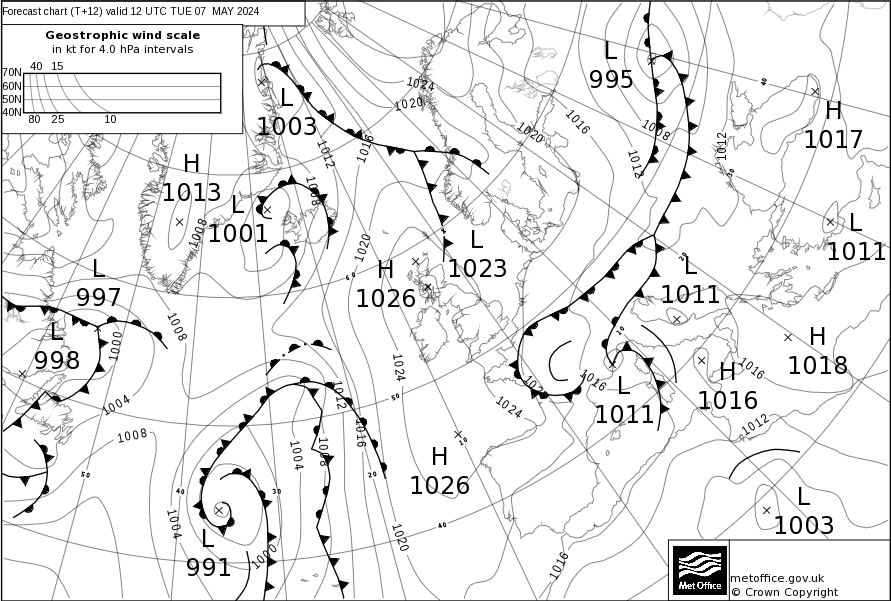 Forecast chart (T+12) valid 12 UTC TUE 07 MAY 2024
Geostrophic wind scale
in kt for 4.0 hPa intervals
40 15
70N
60N
50N
40N
80 25 10
L
1003
H
1013
L
1001
L
997
L
998
L
991
H
1026
L
1023
H
1026
L
995
H
1017
L
1011
L
1011
H
1018
H
1016
L
1011
L
1003
1024
1020
1016
1012
1008
1008
1020
1016
1020
1008
1012
1012
1008
1000
1004
1008
1004
1000
1004
1008
1012
1016
1024
1024
1020
1016
1016
1012
1016
40
30
20
10
60
50
50
40
30
20
10
40
metoffice.gov.uk
© Crown Copyright
Met Office